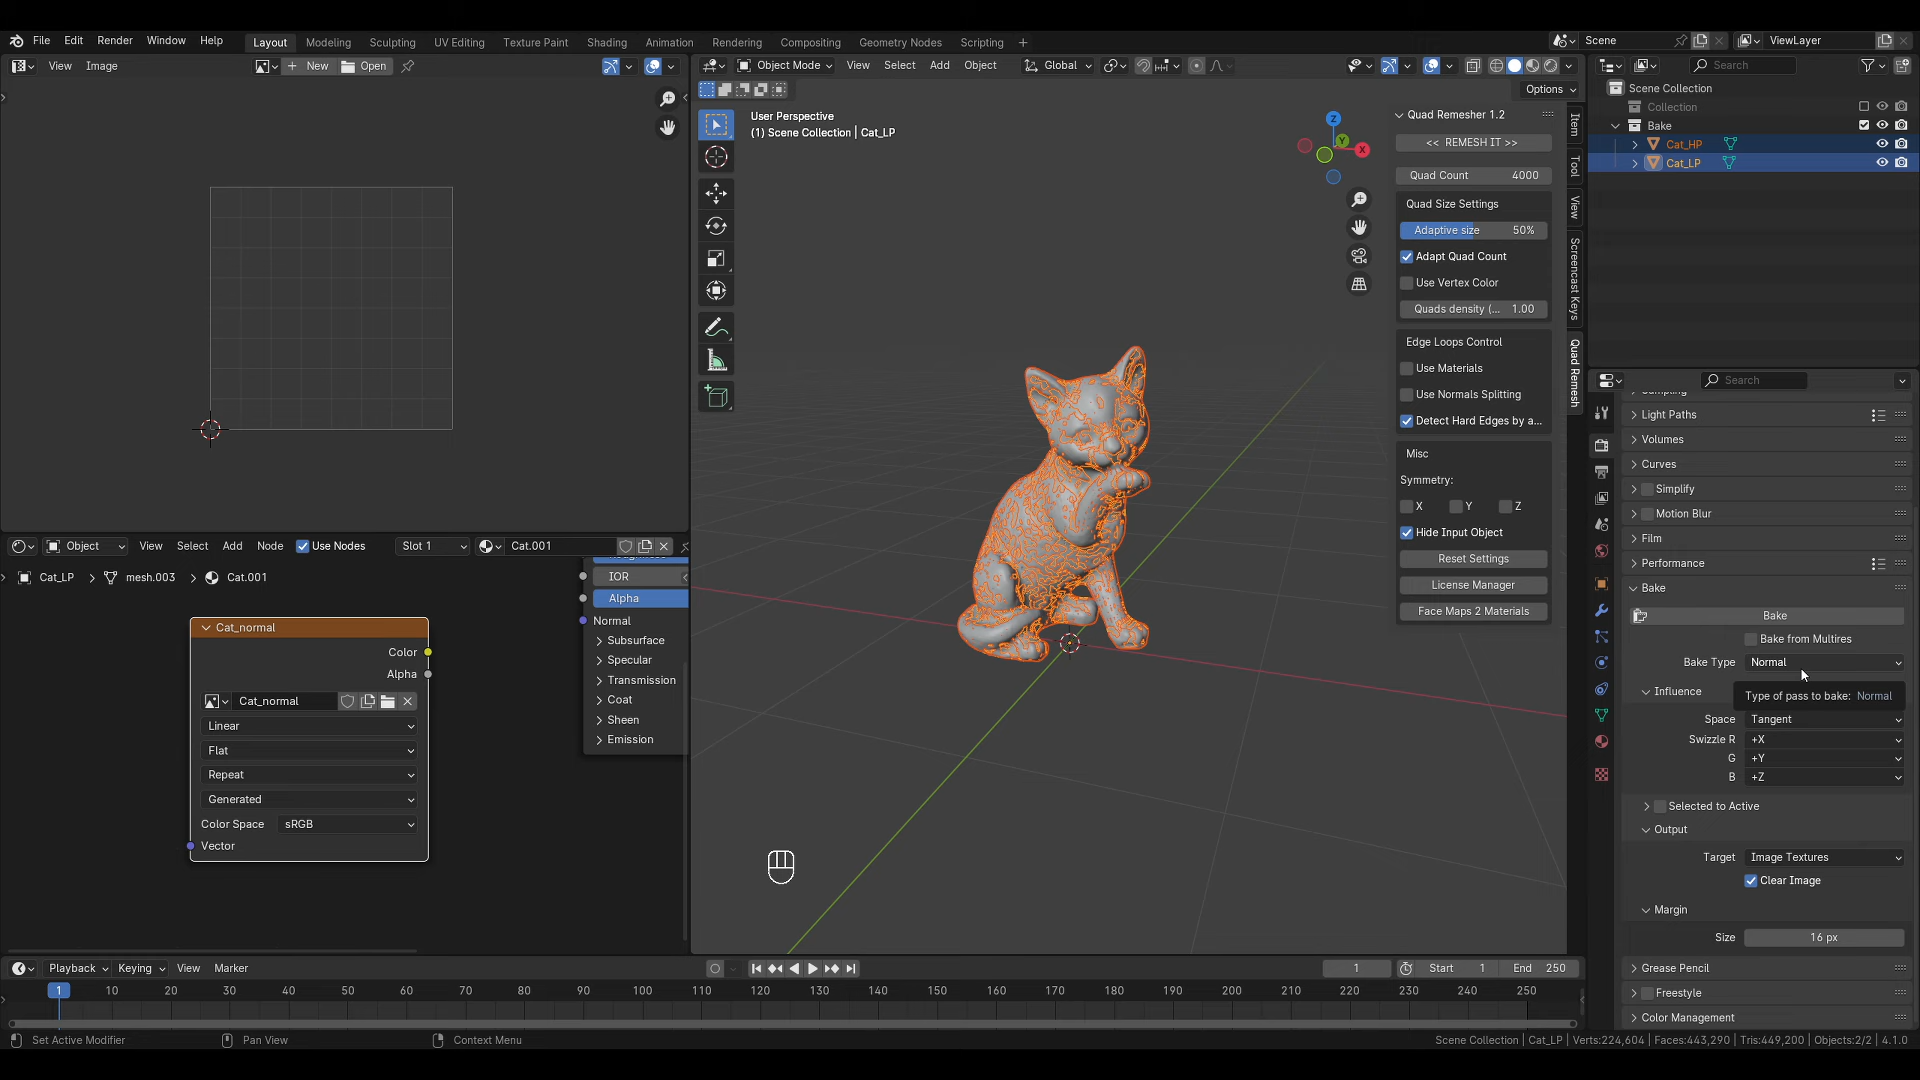 File Edit Render Window Help Layout Modeling Sculpting UV Editing Texture Paint Shading Animation Rendering Compositing Geometry Nodes Scripting Scene ViewLayer
View Image New Open
Object Mode View Select Add Object Global
Search
Options
User Perspective
(1) Scene Collection | Cat_LP
Scene Collection
Collection
Bake
Cat_HP
Cat_LP
Z
Y
X
Quad Remesher 1.2
<< REMESH IT >>
Quad Count 4000
Quad Size Settings
Adaptive size 50%
Adapt Quad Count
Use Vertex Color
Quads density (... 1.00
Edge Loops Control
Use Materials
Use Normals Splitting
Detect Hard Edges by a...
Misc
Symmetry:
X Y Z
Hide Input Object
Reset Settings
License Manager
Face Maps 2 Materials
Item
Tool
View
Screencast Keys
Quad Remesh
Search
Light Paths
Volumes
Curves
Simplify
Motion Blur
Film
Performance
Bake
Bake
Bake from Multires
Bake Type Normal
Influence
Type of pass to bake: Normal
Space Tangent
Swizzle R +X
G +Y
B +Z
Selected to Active
Output
Target Image Textures
Clear Image
Margin
Size 16 px
Grease Pencil
Freestyle
Color Management
Object View Select Add Node Use Nodes Slot 1 Cat.001
Cat_LP mesh.003 Cat.001
Cat_normal
Color
Alpha
Cat_normal
Linear
Flat
Repeat
Generated
Color Space sRGB
Vector
IOR
Alpha
Normal
Subsurface
Specular
Transmission
Coat
Sheen
Emission
Playback Keying View Marker 1 Start 1 End 250
1 10 20 30 40 50 60 70 80 90 100 110 120 130 140 150 160 170 180 190 200 210 220 230 240 250
Set Active Modifier Pan View Context Menu Scene Collection | Cat_LP | Verts:224,604 | Faces:443,290 | Tris:449,200 | Objects:2/2 | 4.1.0